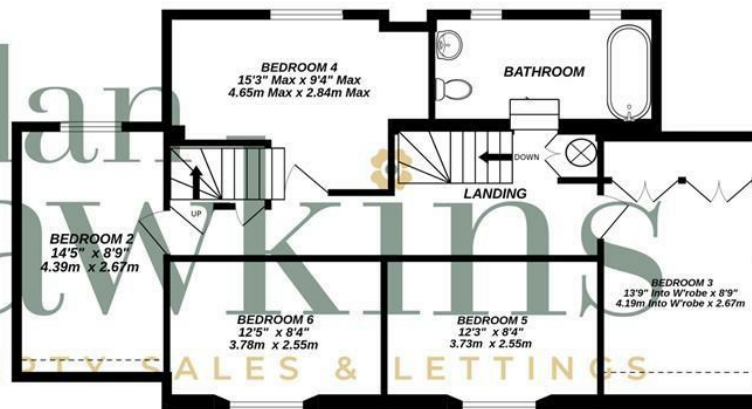 BEDROOM 4
15'3" Max x 9'4" Max
4.65m Max x 2.84m Max
BATHROOM
DOWN
LANDING
UP
BEDROOM 2
14'5" x 8'9"
4.39m x 2.67m
BEDROOM 3
13'9" Into W'robe x 8'9"
4.19m Into W'robe x 2.67m
BEDROOM 6
12'5" x 8'4"
3.78m x 2.55m
BEDROOM 5
12'3" x 8'4"
3.73m x 2.55m
lan
awkins
RTY SALES & LETTINGS